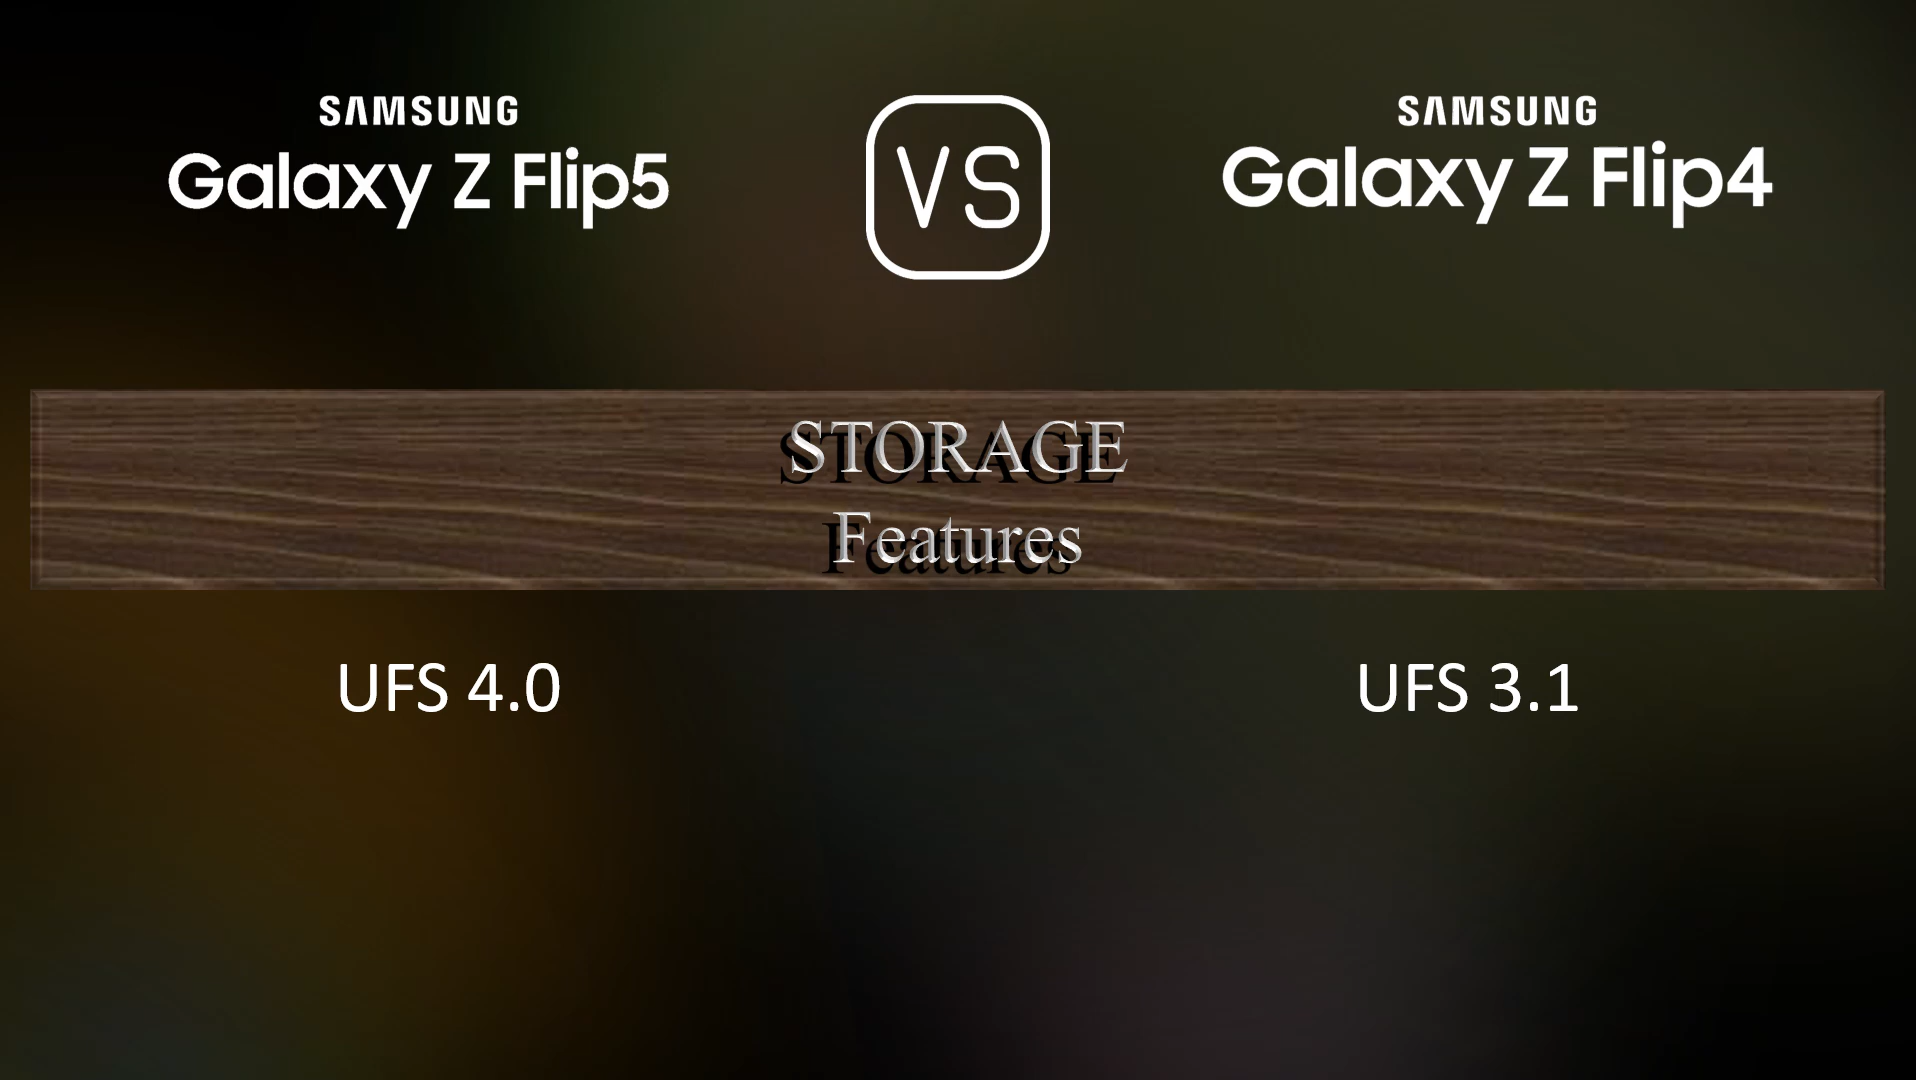 SAMSUNG
Galaxy Z Flip5
VS
SAMSUNG
Galaxy Z Flip4
STORAGE
Features
UFS 4.0
UFS 3.1